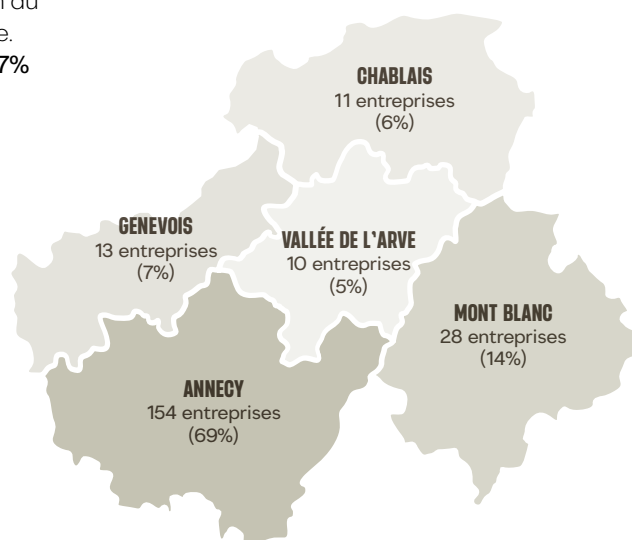 du
e.
7%
CHABLAIS
11 entreprises
(6%)
GENEVOIS
13 entreprises
(7%)
VALLÉE DE L'ARVE
10 entreprises
(5%)
MONT BLANC
28 entreprises
(14%)
ANNECY
154 entreprises
(69%)